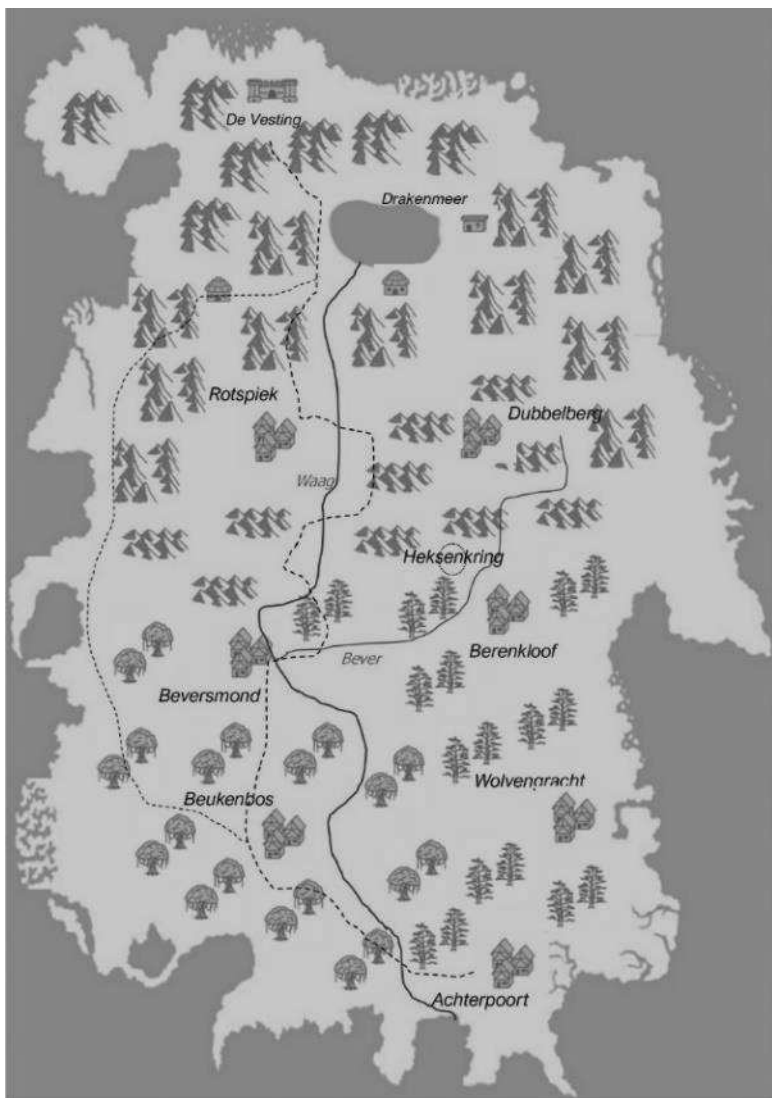 De Vesting
Drakenmeer
Rotspiek
Dubbelberg
Waag
Heksenkring
Bever
Berenkloof
Beversmond
Wolvengracht
Beukenbos
Achterpoort